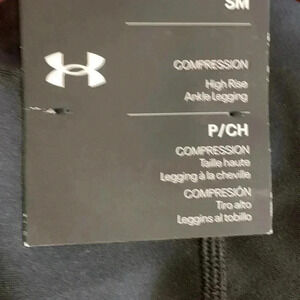 SM
COMPRESSION
High Rise
Ankle Legging
P/CH
COMPRESSION
Taille haute
Legging à la cheville
COMPRESIÓN
Tiro alto
Leggins al tobillo